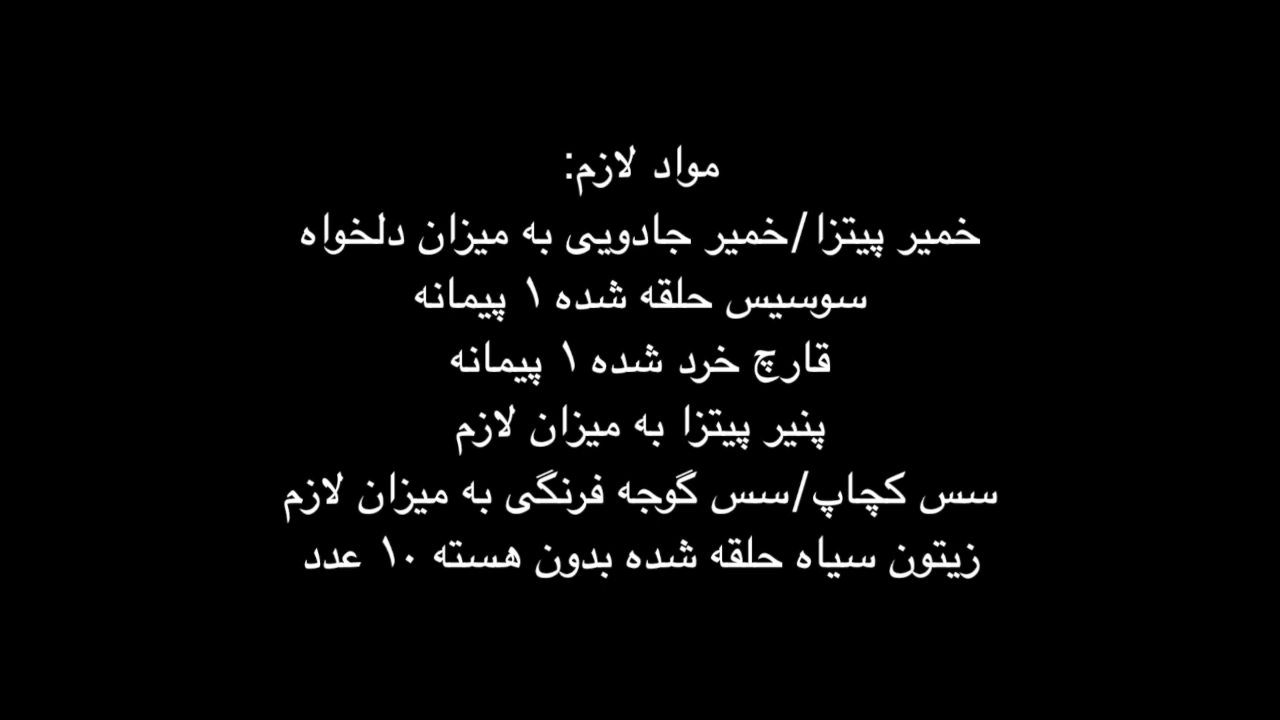 مواد لازم:
خمیر پیتزا/خمیر جادویی به میزان دلخواه
سوسیس حلقه شده ۱ پیمانه
قارچ خرد شده ۱ پیمانه
پنیر پیتزا به میزان لازم
سس کچاپ/سس گوجه فرنگی به میزان لازم
زیتون سیاه حلقه شده بدون هسته ۱۰ عدد